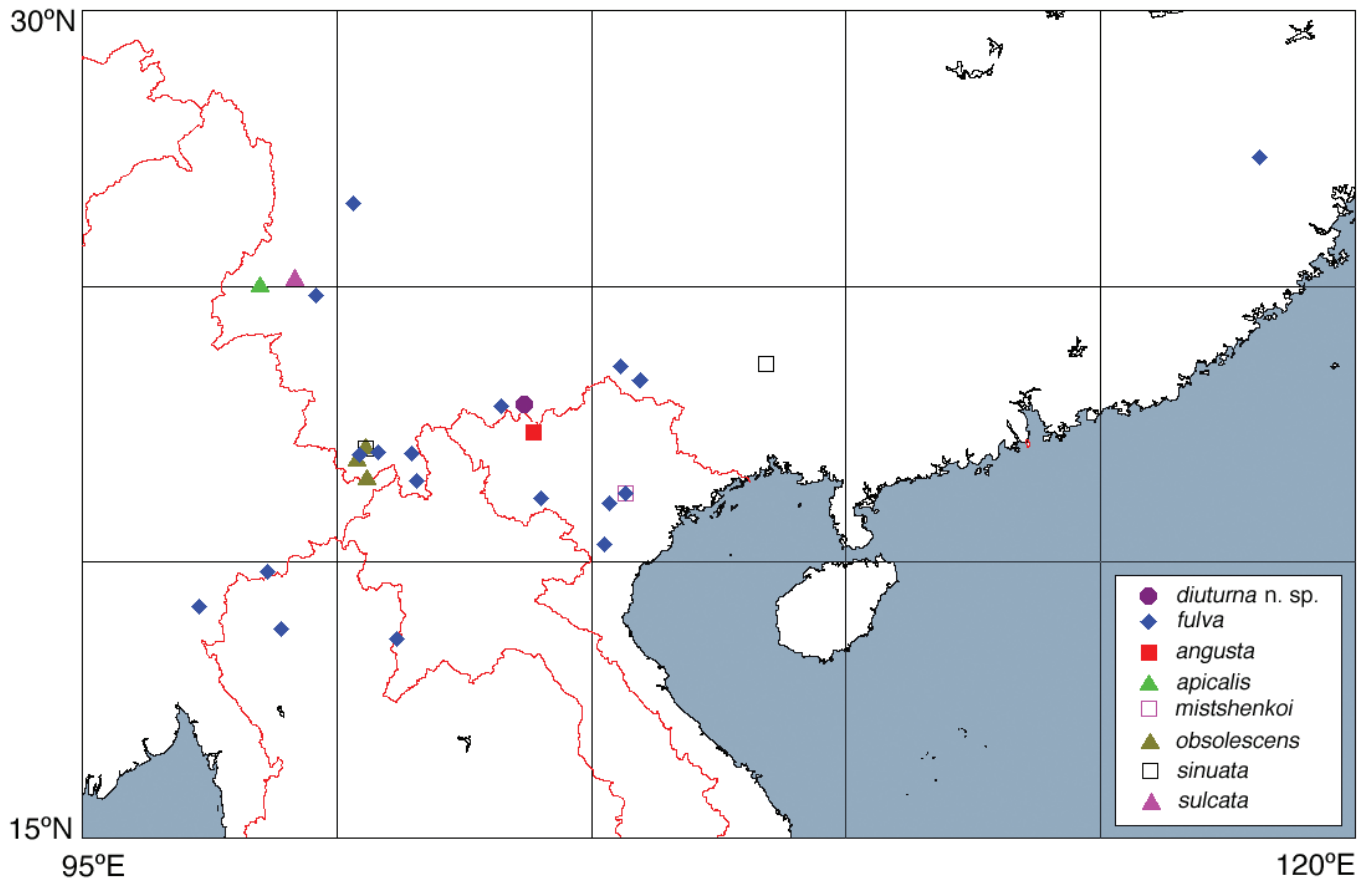 30ºN
diuturna n. sp.
fulva
angusta
apicalis
mistshenkoi
obsolescens
sinuata
sulcata
15ºN
95ºE
120ºE